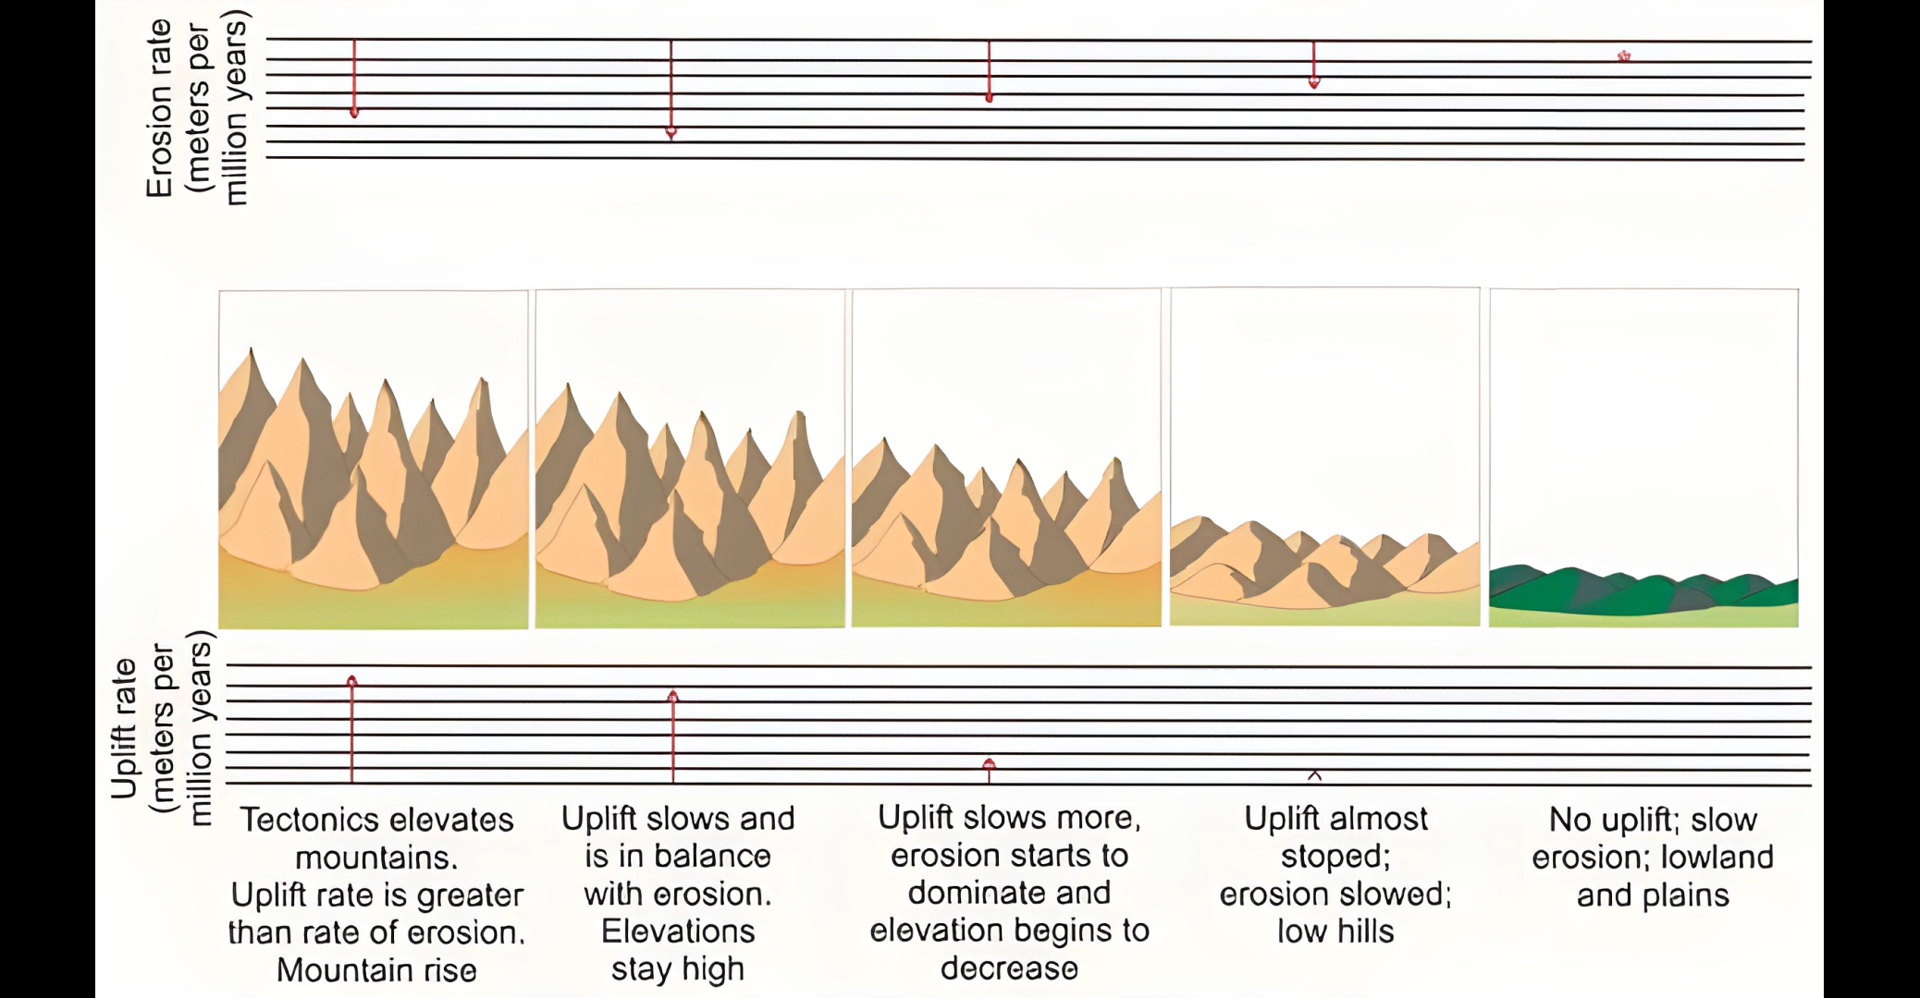 Erosion rate
(meters per
million years)
Uplift rate
(meters per
million years)
Tectonics elevates
mountains.
Uplift rate is greater
than rate of erosion.
Mountain rise
Uplift slows and
is in balance
with erosion.
Elevations
stay high
Uplift slows more,
erosion starts to
dominate and
elevation begins to
decrease
Uplift almost
stoped;
erosion slowed;
low hills
No uplift; slow
erosion; lowland
and plains